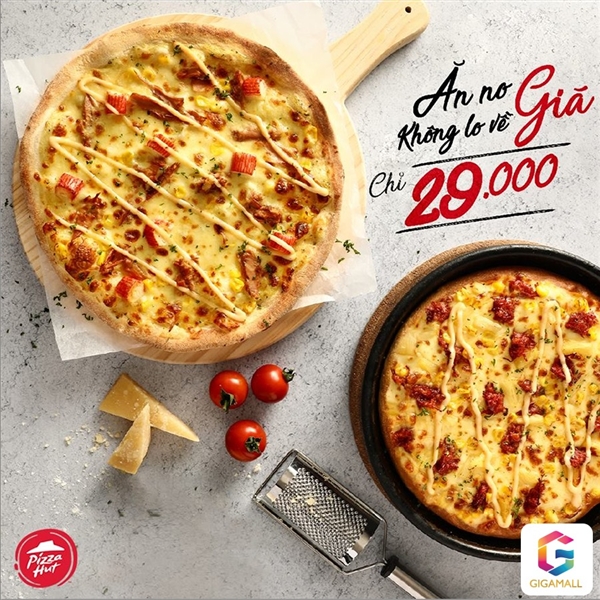 Ăn no
Không lo về Giá
Chỉ 29.000
Pizza
Hut
GIGAMALL